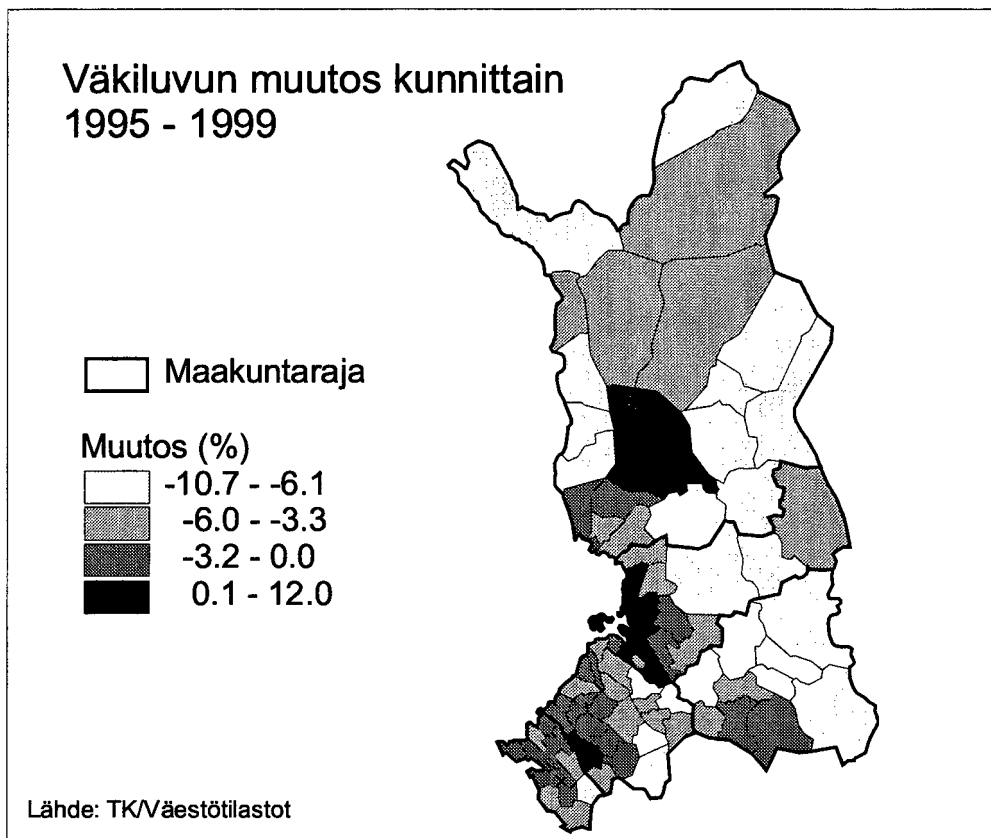 Väkiluvun muutos kunnittain
1995 - 1999
Maakuntaraja
Muutos (%)
-10.7 - -6.1
-6.0 - -3.3
-3.2 - 0.0
0.1 - 12.0
Lähde: TK/Väestötilastot